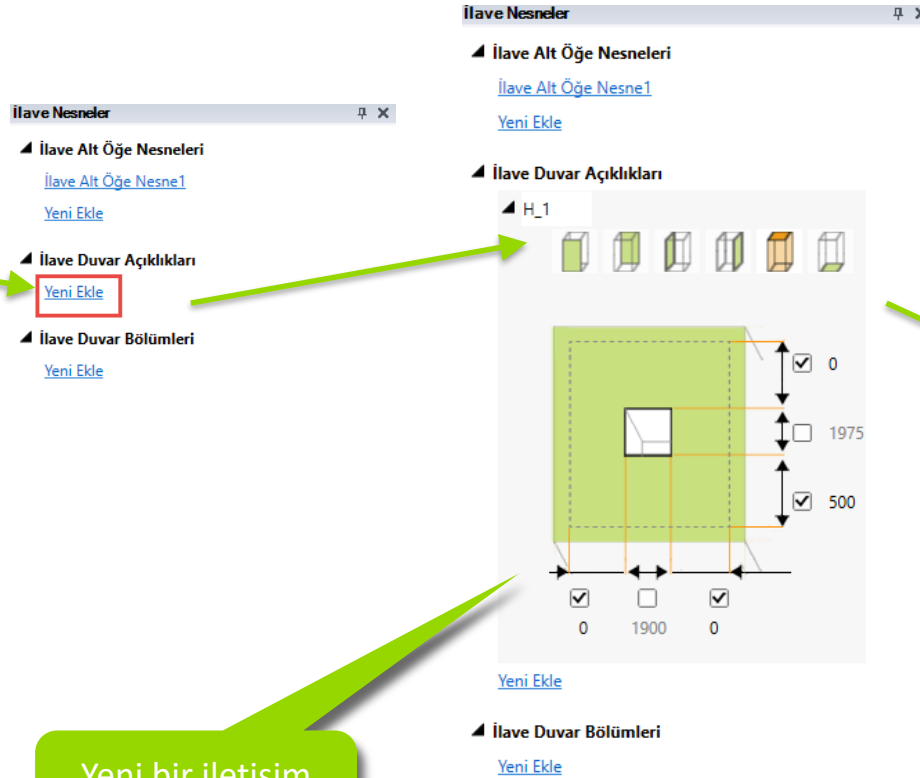 İlave Nesneler
İlave Alt Öğe Nesneleri
İlave Alt Öğe Nesne1
Yeni Ekle
İlave Duvar Açıklıkları
Yeni Ekle
İlave Duvar Bölümleri
Yeni Ekle
İlave Nesneler
İlave Alt Öğe Nesneleri
İlave Alt Öğe Nesne1
Yeni Ekle
İlave Duvar Açıklıkları
H_1
0
1975
500
0 1900 0
Yeni Ekle
İlave Duvar Bölümleri
Yeni Ekle
Yeni bir iletişim